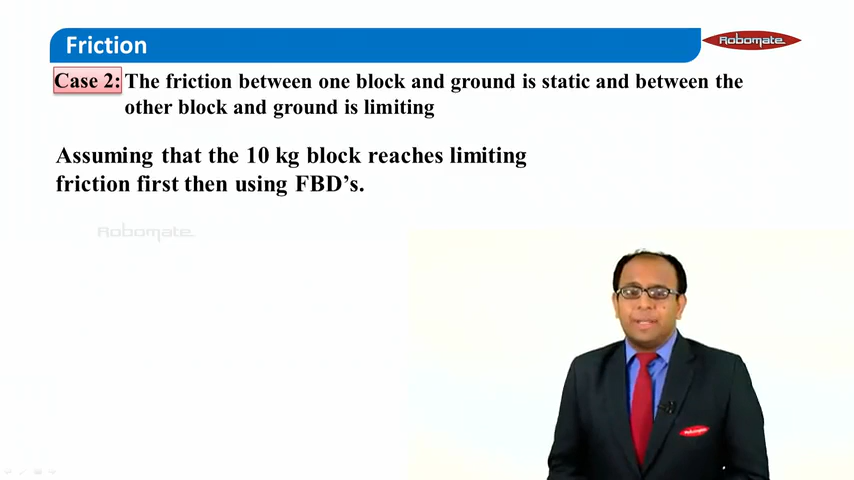 Friction
Robomate
Case 2: The friction between one block and ground is static and between the
other block and ground is limiting
Assuming that the 10 kg block reaches limiting
friction first then using FBD's.
Robomate
Robomate